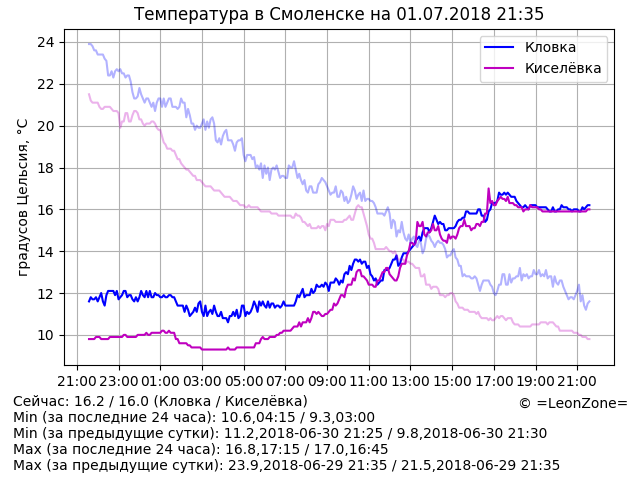 Температура в Смоленске на 01.07.2018 21:35
Кловка
Киселёвка
градусов Цельсия, °C
24
22
20
18
16
14
12
10
21:00 23:00 01:00 03:00 05:00 07:00 09:00 11:00 13:00 15:00 17:00 19:00 21:00
Сейчас: 16.2 / 16.0 (Кловка / Киселёвка)
© =LeonZone=
Min (за последние 24 часа): 10.6,04:15 / 9.3,03:00
Min (за предыдущие сутки): 11.2,2018-06-30 21:25 / 9.8,2018-06-30 21:30
Max (за последние 24 часа): 16.8,17:15 / 17.0,16:45
Max (за предыдущие сутки): 23.9,2018-06-29 21:35 / 21.5,2018-06-29 21:35